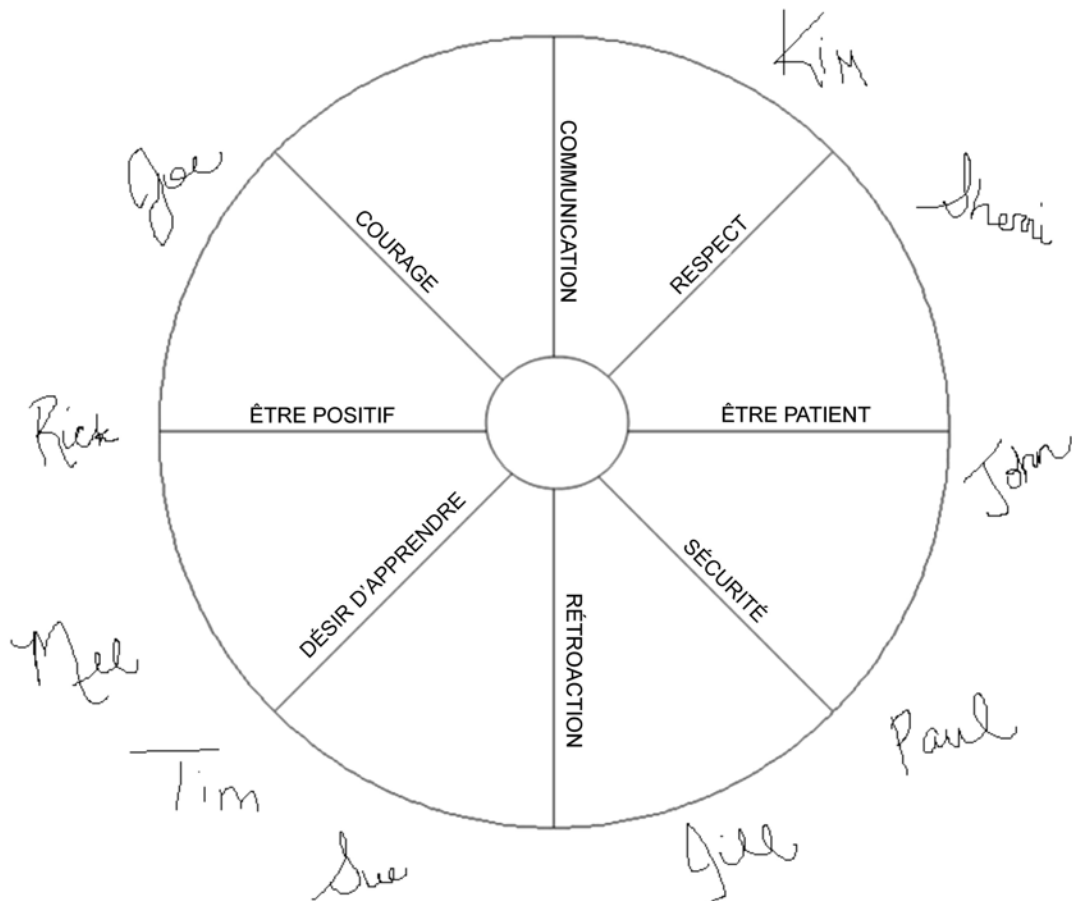 Kim
Joe
Sherri
COMMUNICATION
COURAGE
RESPECT
Rick
ÊTRE POSITIF
ÊTRE PATIENT
John
DÉSIR D'APPRENDRE
SÉCURITÉ
RÉTROACTION
Paul
Tim
Sue
Jill